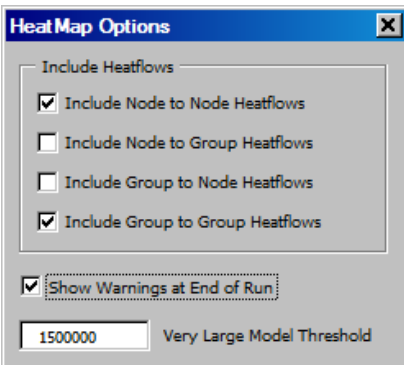 HeatMap Options
Include Heatflows
Include Node to Node Heatflows
Include Node to Group Heatflows
Include Group to Node Heatflows
Include Group to Group Heatflows
Show Warnings at End of Run
1500000 Very Large Model Threshold